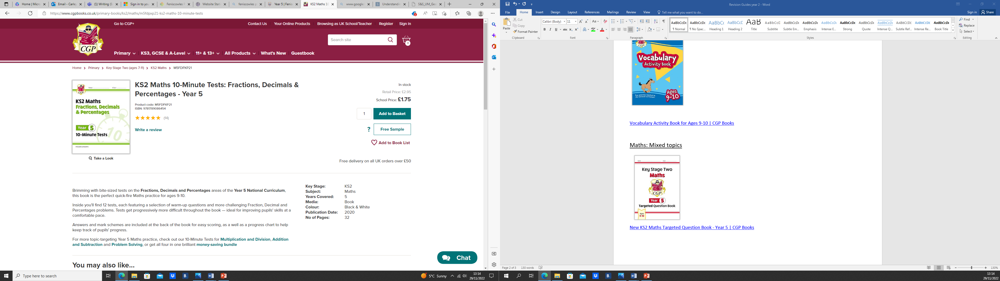 Home | Micro
Email - Carley
(1) Writing (E
Sign in to you
Feniscowles P
Website Statis
feniscowles p
Year 5 | Fenis
KS2 Maths 10
www.google
Understandin
S&S_UM_Geo
https://www.cgpbooks.co.uk/primary-books/ks2/maths/m5fdpxp21-ks2-maths-10-minute-tests
Go to CGP+
Contact Us
Your Online Products
Browsing as UK School/Teacher
Register
Sign In
CGP
Search site
0
Primary
KS3, GCSE & A-Level
11+ & 13+
All Products
What's New
Guestbook
Home > Primary > Key Stage Two (ages 7-11) > KS2 Maths > M5FDPXP21
CGP
KS2 Maths
Fractions, Decimals
& Percentages
Year 5
10-Minute Tests
10
Includes answers
Take a Look
KS2 Maths 10-Minute Tests: Fractions, Decimals &
Percentages - Year 5
Product code: M5FDPXP21
ISBN: 9781789086454
(14)
Write a review
In stock
Retail Price: £2.95
School Price: £1.75
1
Add to Basket
?
Free Sample
Add to Book List
Free delivery on all UK orders over £50
Brimming with bite-sized tests on the Fractions, Decimals and Percentages areas of the Year 5 National Curriculum,
this book is the perfect quick-fire Maths practice for ages 9-10.
Inside you'll find 12 tests, each featuring a selection of warm-up questions and more challenging Fraction, Decimal and
Percentages problems. Tests get progressively more difficult throughout the book — ideal for improving pupils' skills at a
comfortable pace.
Answers and mark schemes are included at the back of the book for easy scoring, as a well as a progress chart to help
keep track of pupils' progress.
For more topic-targeting Year 5 Maths practice, check out our 10-Minute Tests for Multiplication and Division, Addition
and Subtraction and Problem Solving, or get all four in one brilliant money-saving bundle
Key Stage: KS2
Subject: Maths
Years Covered: 5
Media: Book
Colour: Black & White
Publication Date: 2020
No of Pages: 32
You may also like...
Chat
Type here to search
5°C Sunny
13:14
29/11/2022
Revision Guides year 2 - Word
File
Home
Insert
Design
Layout
References
Mailings
Review
View
Tell me what you want to do...
Sign in
Share
Paste
Cut
Copy
Format Painter
Clipboard
Calibri (Body)
11
Font
Paragraph
¶ Normal
¶ No Spac...
Heading 1
Heading 2
Title
Subtitle
Subtle Em...
Emphasis
Intense E...
Strong
Quote
Intense Q...
Subtle Ref...
Intense Re...
Book Title
Styles
Find
Replace
Select
Editing
Vocabulary
Activity Book
Ages
9-10
Vocabulary Activity Book for Ages 9-10 | CGP Books
Maths: Mixed topics
Key Stage Two
Maths
CGP
Year 5
Targeted Question Book
Ages
9-10
New KS2 Maths Targeted Question Book - Year 5 | CGP Books
Page 2 of 3
130 words
130%
13:14
29/11/2022